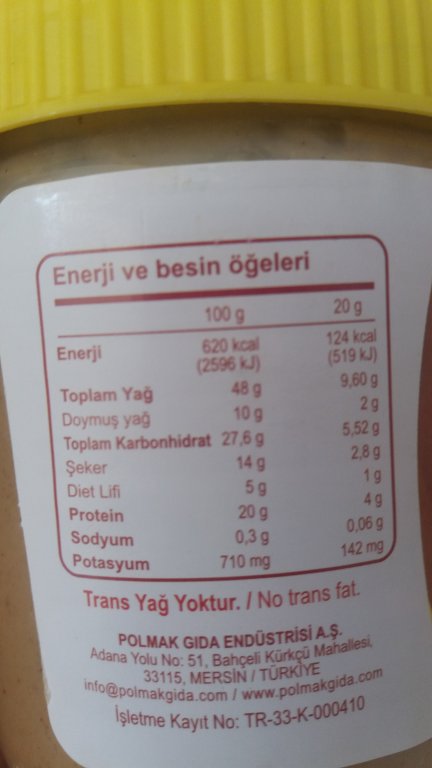 Enerji ve besin öğeleri
100 g 20 g
Enerji 620 kcal 124 kcal
(2596 kJ) (519 kJ)
Toplam Yağ 48 g 9,60 g
Doymuş yağ 10 g 2 g
Toplam Karbonhidrat 27,6 g 5,52 g
Şeker 14 g 2,8 g
Diet Lifi 5 g 1 g
Protein 20 g 4 g
Sodyum 0,3 g 0,06 g
Potasyum 710 mg 142 mg
Trans Yağ Yoktur. / No trans fat.
POLMAK GIDA ENDÜSTRİSİ A.Ş.
Adana Yolu No: 51, Bahçeli Kürkçü Mahallesi,
33115, MERSİN / TÜRKİYE
info@polmakgida.com / www.polmakgida.com
İşletme Kayıt No: TR-33-K-000410